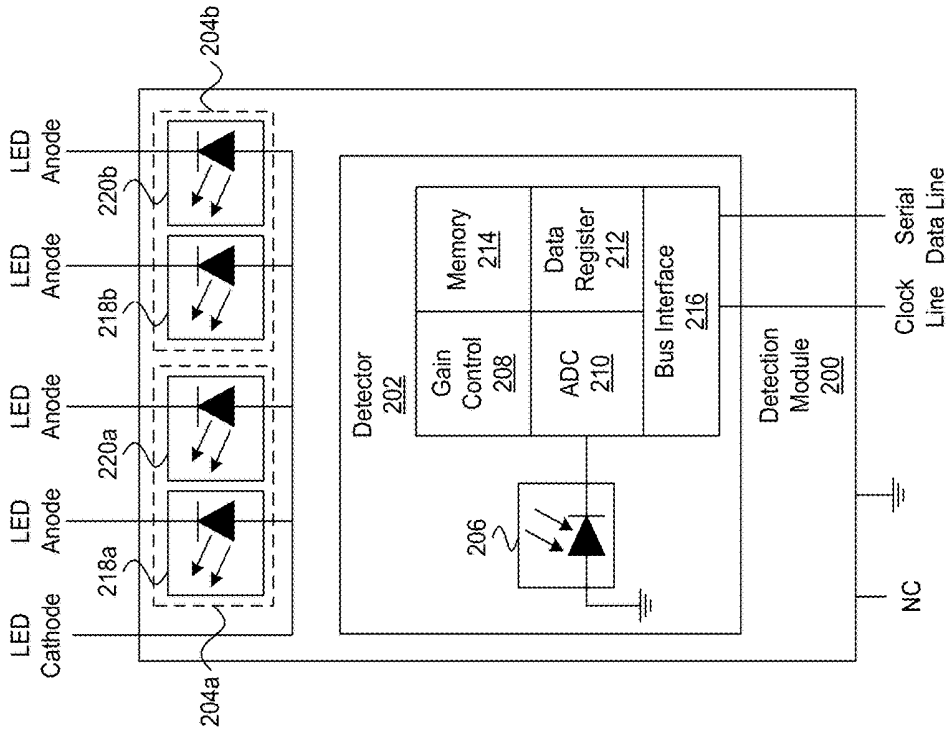 LED
Cathode
LED
Anode
LED
Anode
LED
Anode
LED
Anode
204a
218a
220a
218b
220b
204b
206
Detector
202
Gain
Control
208
Memory
214
ADC
210
Data
Register
212
Bus Interface
216
Detection
Module
200
NC
Clock
Line
Serial
Data Line